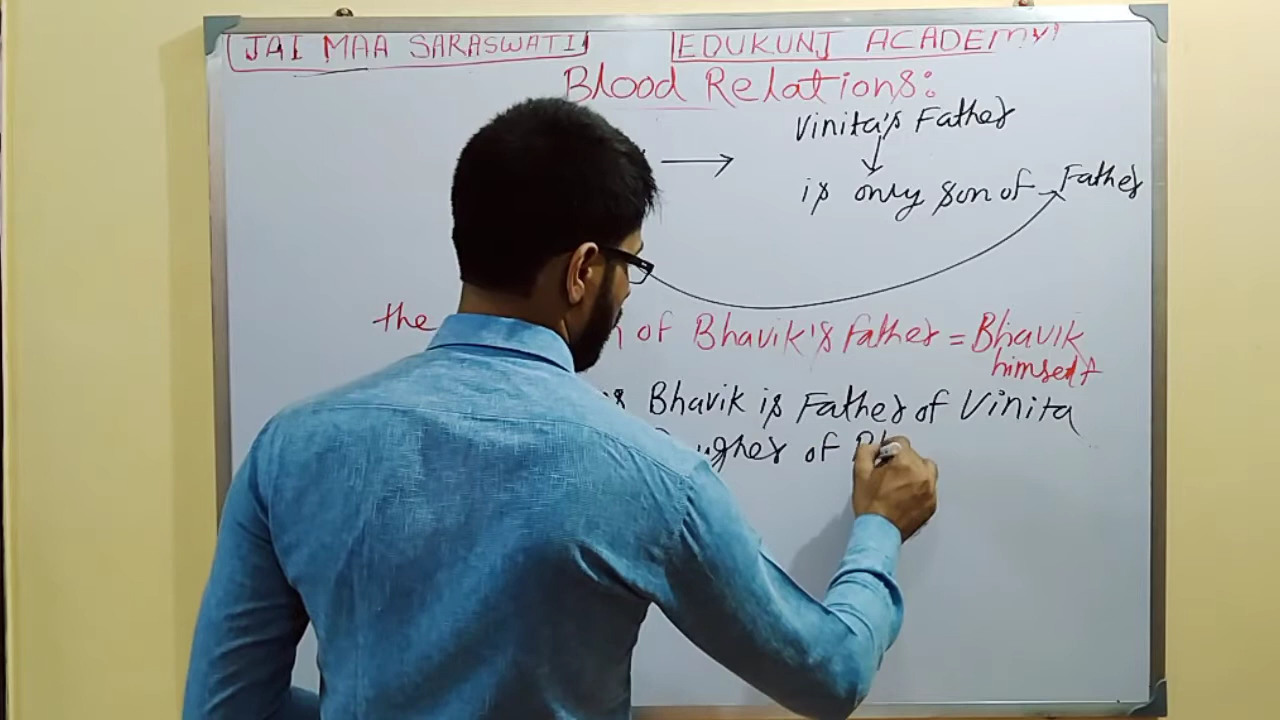 JAI MAA SARASWATI EDUKUNJ ACADEMY
Blood Relations:
Vinita's Father
is only son of Father
the of Bhavik's father = Bhavik
himself
Bhavik is Father of Vinita
of